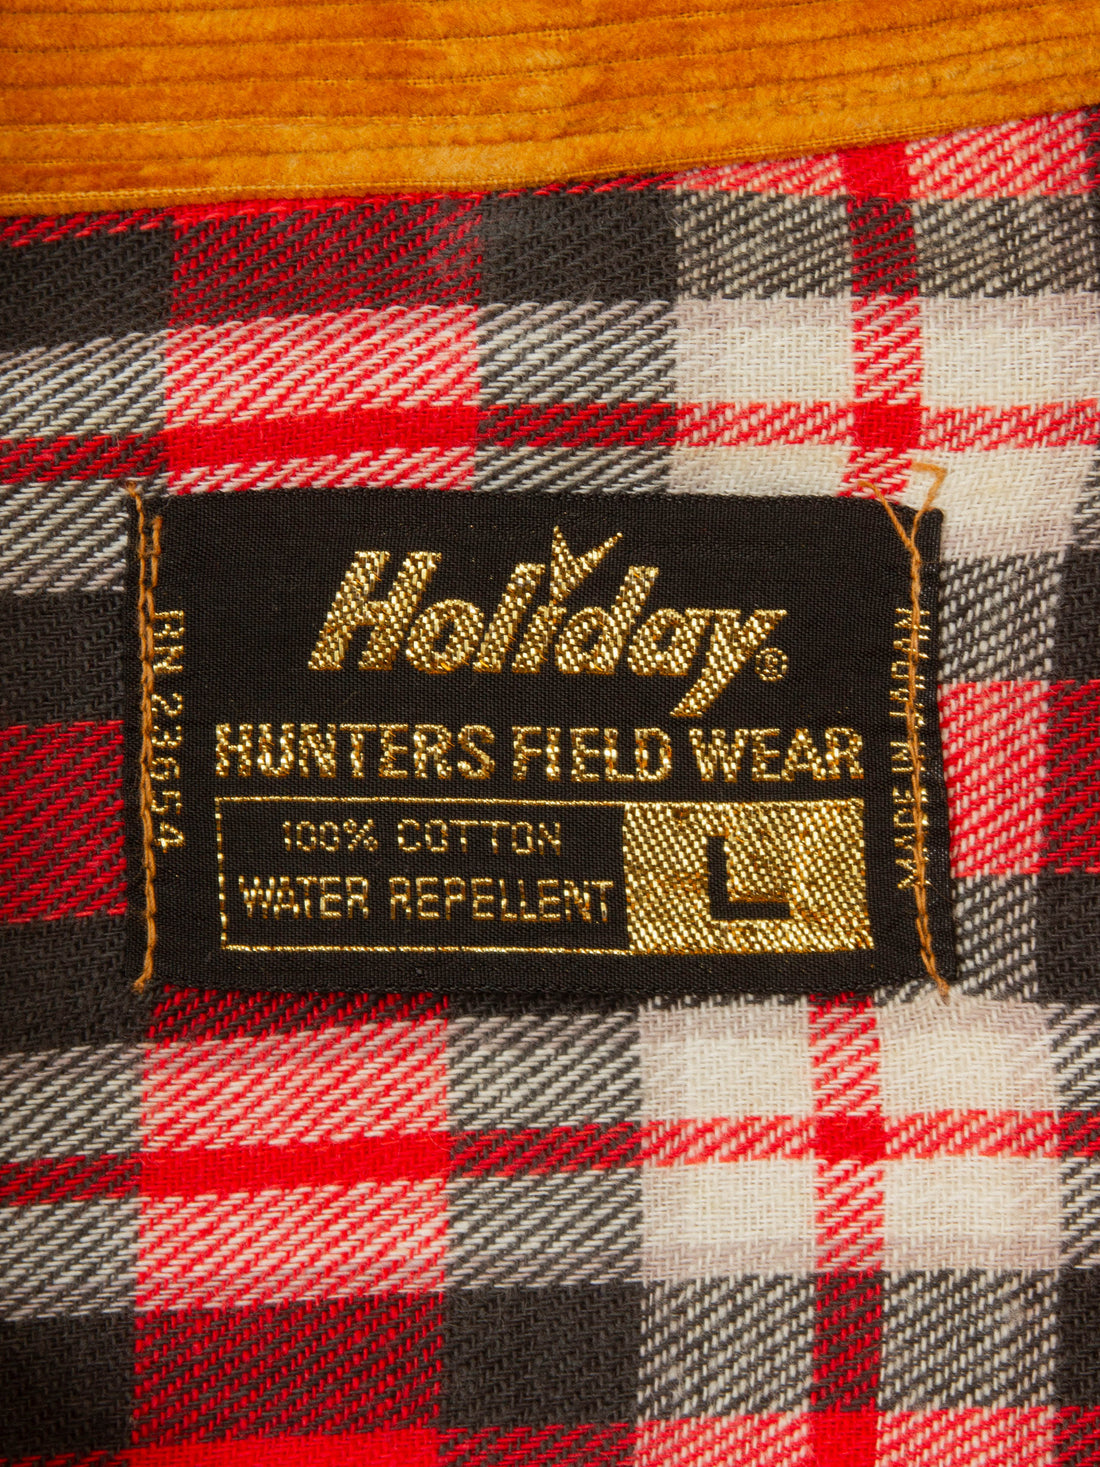 Holiday®
HUNTERS FIELD WEAR
100% COTTON
WATER REPELLENT
L
RN 23654
MADE IN JAPAN